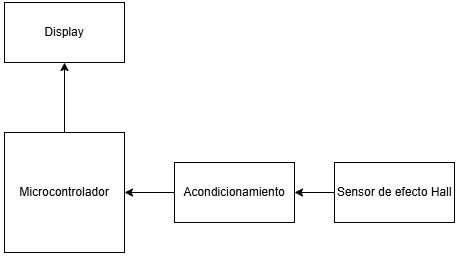 Display
Microcontrolador
Acondicionamiento
Sensor de efecto Hall